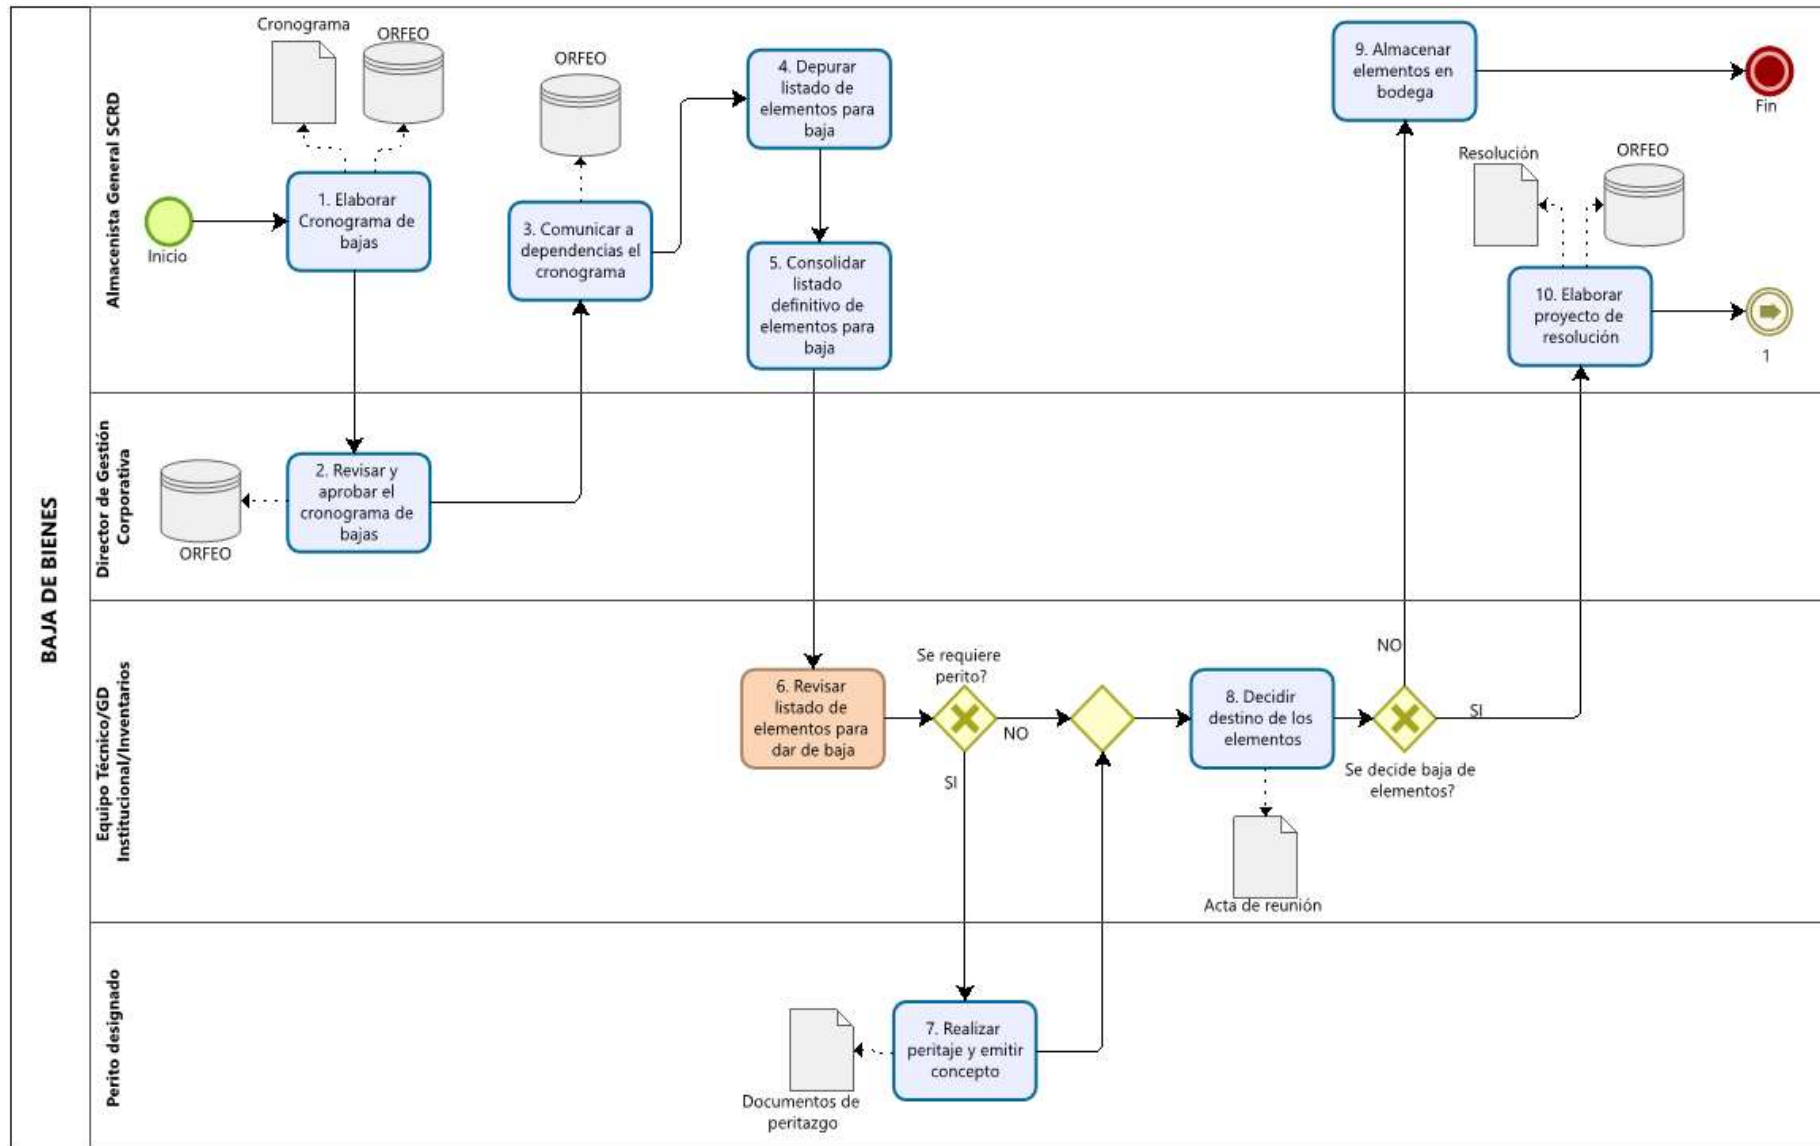 BAJA DE BIENES
Almacenista General SCRD
Cronograma
ORFEO
Inicio
1. Elaborar
Cronograma de
bajas
ORFEO
3. Comunicar a
dependencias el
cronograma
4. Depurar
listado de
elementos para
baja
5. Consolidar
listado
definitivo de
elementos para
baja
9. Almacenar
elementos en
bodega
Fin
Resolución
ORFEO
10. Elaborar
proyecto de
resolución
1
Director de Gestión
Corporativa
ORFEO
2. Revisar y
aprobar el
cronograma de
bajas
Equipo Técnico/GD
Institucional/Inventarios
6. Revisar
listado de
elementos para
dar de baja
Se requiere
perito?
NO
SI
8. Decidir
destino de los
elementos
Acta de reunión
NO
SI
Se decide baja de
elementos?
Perito designado
7. Realizar
peritaje y emitir
concepto
Documentos de
peritazgo